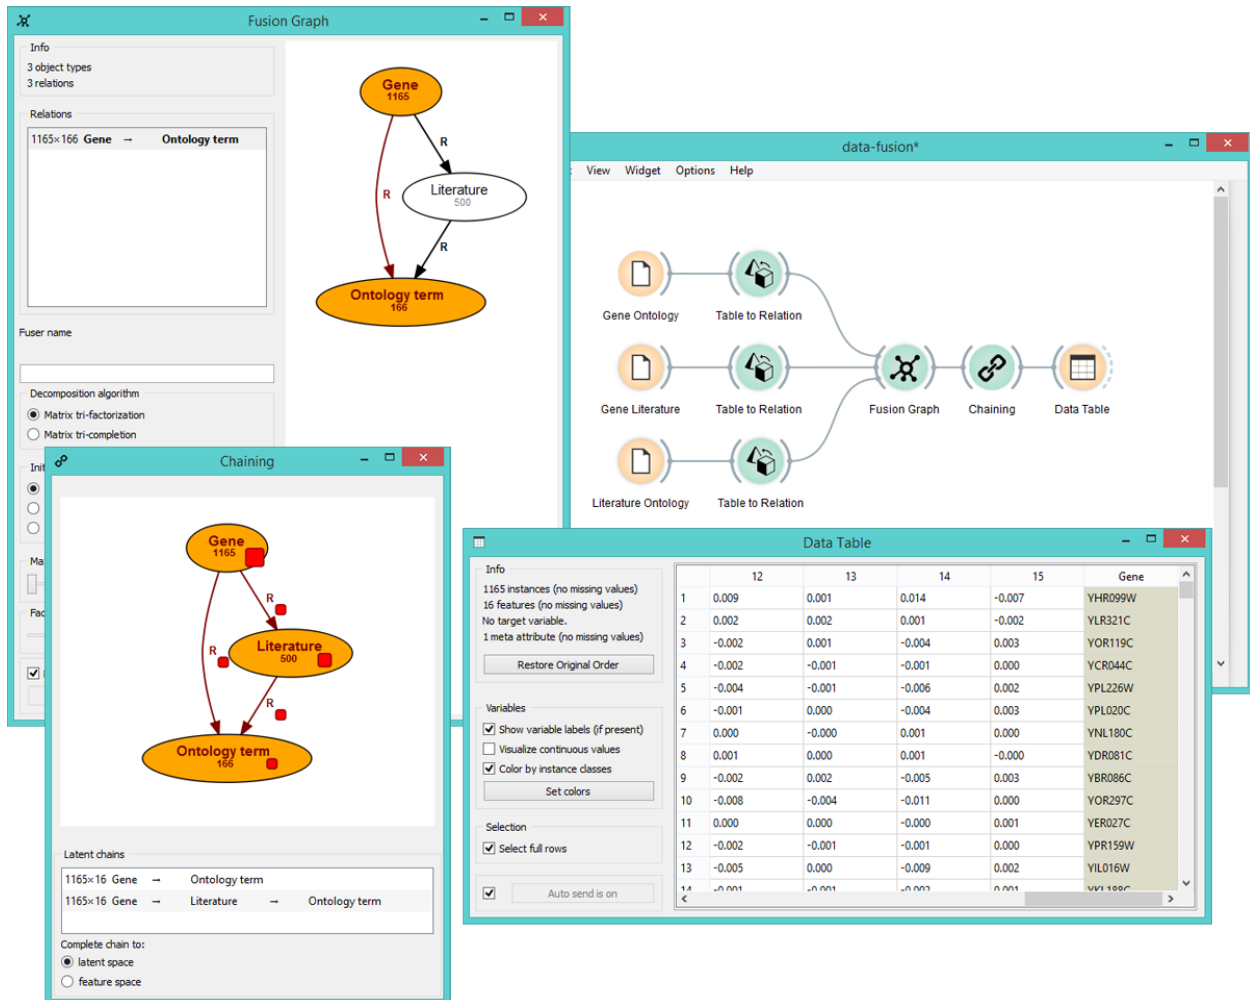 Fusion Graph
Info
3 object types
3 relations
Relations
1165×166 Gene → Ontology term
Fuser name
Decomposition algorithm
Matrix tri-factorization
Matrix tri-completion
Gene
1165
R
R
Literature
500
R
Ontology term
166
data-fusion*
View Widget Options Help
Gene Ontology
Table to Relation
Gene Literature
Table to Relation
Fusion Graph
Chaining
Data Table
Literature Ontology
Table to Relation
Chaining
Gene
1165
R
R
Literature
500
R
Ontology term
166
Latent chains
1165×16 Gene → Ontology term
1165×16 Gene → Literature → Ontology term
Complete chain to:
latent space
feature space
Data Table
Info
1165 instances (no missing values)
16 features (no missing values)
No target variable.
1 meta attribute (no missing values)
Restore Original Order
Variables
Show variable labels (if present)
Visualize continuous values
Color by instance classes
Set colors
Selection
Select full rows
Auto send is on
12 13 14 15 Gene
1 0.009 0.001 0.014 -0.007 YHR099W
2 0.002 0.002 0.001 -0.002 YLR321C
3 -0.002 0.001 -0.004 0.003 YOR119C
4 -0.002 -0.001 -0.001 0.000 YCR044C
5 -0.004 -0.001 -0.006 0.002 YPL226W
6 -0.001 0.000 -0.004 0.003 YPL020C
7 0.000 -0.000 0.001 0.000 YNL180C
8 0.001 0.000 0.001 -0.000 YDR081C
9 -0.002 0.002 -0.005 0.003 YBR086C
10 -0.008 -0.004 -0.011 0.000 YOR297C
11 0.000 0.000 -0.000 0.001 YER027C
12 -0.002 -0.001 -0.001 0.000 YPR159W
13 -0.005 0.000 -0.009 0.002 YIL016W
14 -0.001 -0.001 -0.002 0.001 YKL188C